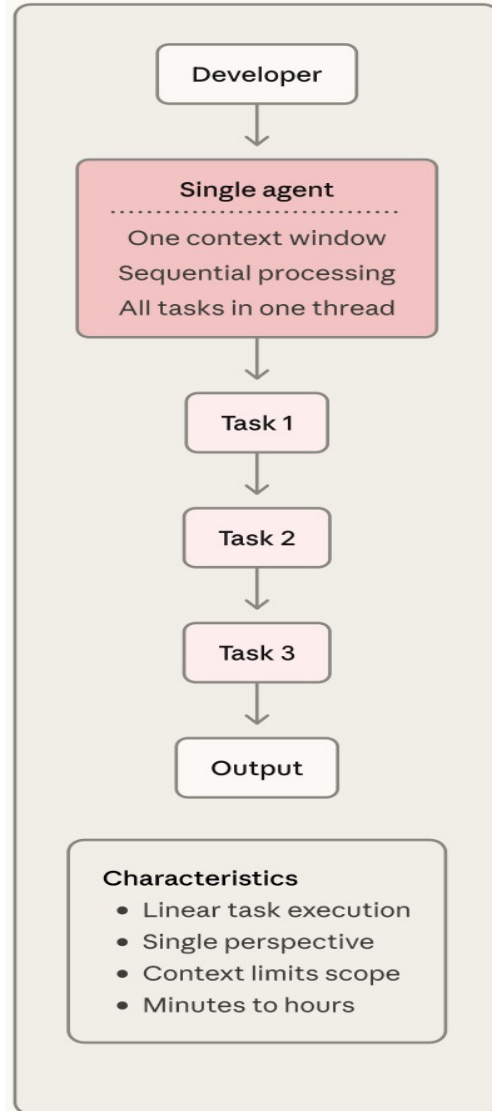 Developer
Single agent
One context window
Sequential processing
All tasks in one thread
Task 1
Task 2
Task 3
Output
Characteristics
• Linear task execution
• Single perspective
• Context limits scope
• Minutes to hours